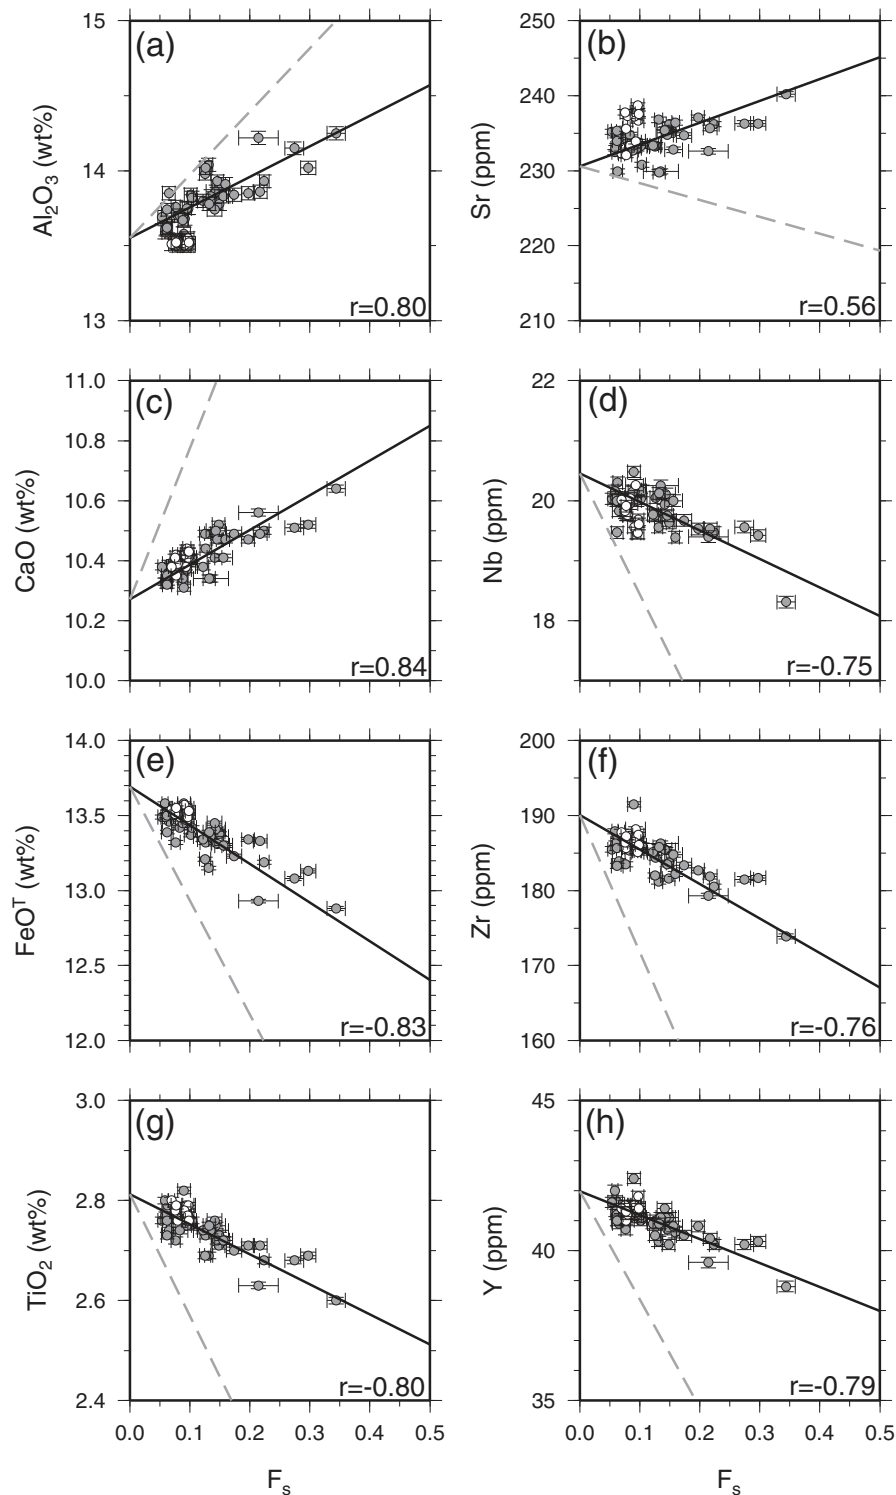 (a)
15
14
13
Al₂O₃ (wt%)
r=0.80
(b)
250
240
230
220
210
Sr (ppm)
r=0.56
(c)
11.0
10.8
10.6
10.4
10.2
10.0
CaO (wt%)
r=0.84
(d)
22
20
18
Nb (ppm)
r=-0.75
(e)
14.0
13.5
13.0
12.5
12.0
FeOᵀ (wt%)
r=-0.83
(f)
200
190
180
170
160
Zr (ppm)
r=-0.76
(g)
3.0
2.8
2.6
2.4
TiO₂ (wt%)
r=-0.80
0.0 0.1 0.2 0.3 0.4 0.5
Fₛ
(h)
45
40
35
Y (ppm)
r=-0.79
0.0 0.1 0.2 0.3 0.4 0.5
Fₛ